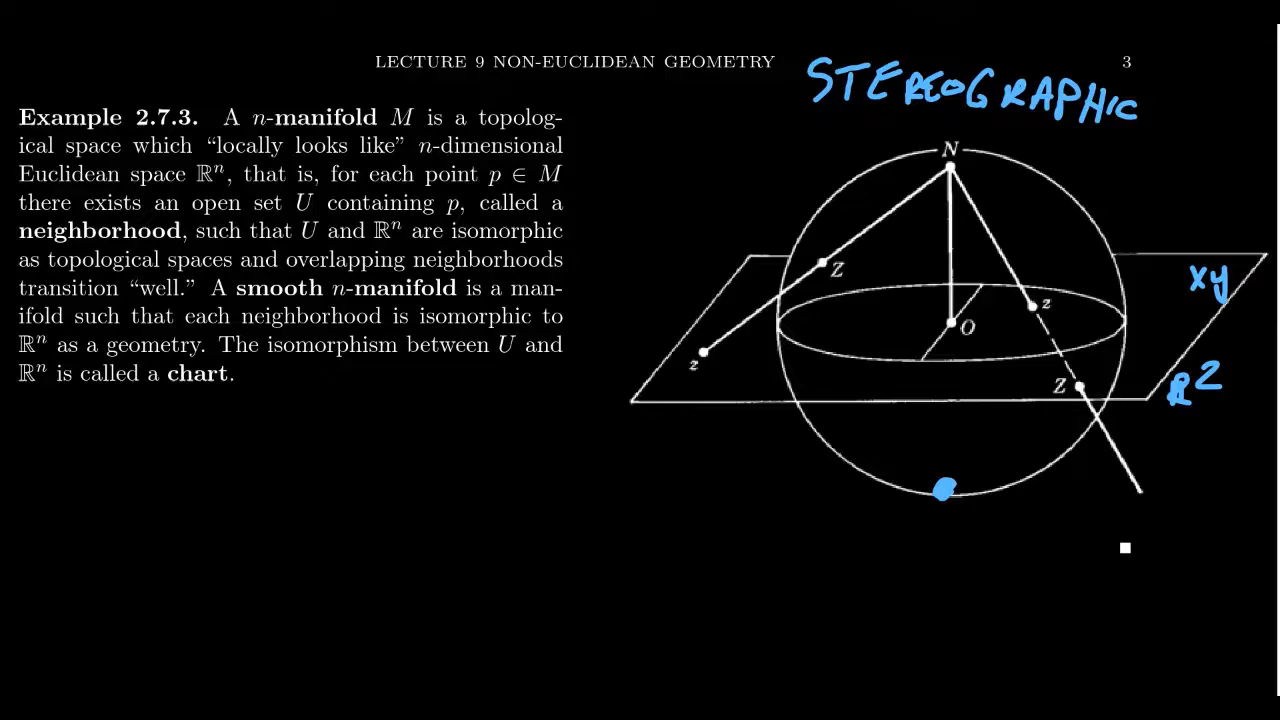 LECTURE 9 NON-EUCLIDEAN GEOMETRY 3
STEREOGRAPHIC
Example 2.7.3. A n-manifold M is a topolog-
ical space which “locally looks like” n-dimensional
Euclidean space ℝⁿ, that is, for each point p ∈ M
there exists an open set U containing p, called a
neighborhood, such that U and ℝⁿ are isomorphic
as topological spaces and overlapping neighborhoods
transition “well.” A smooth n-manifold is a man-
ifold such that each neighborhood is isomorphic to
ℝⁿ as a geometry. The isomorphism between U and
ℝⁿ is called a chart.
N
Z
xy
z
O
z
Z
ℝ²